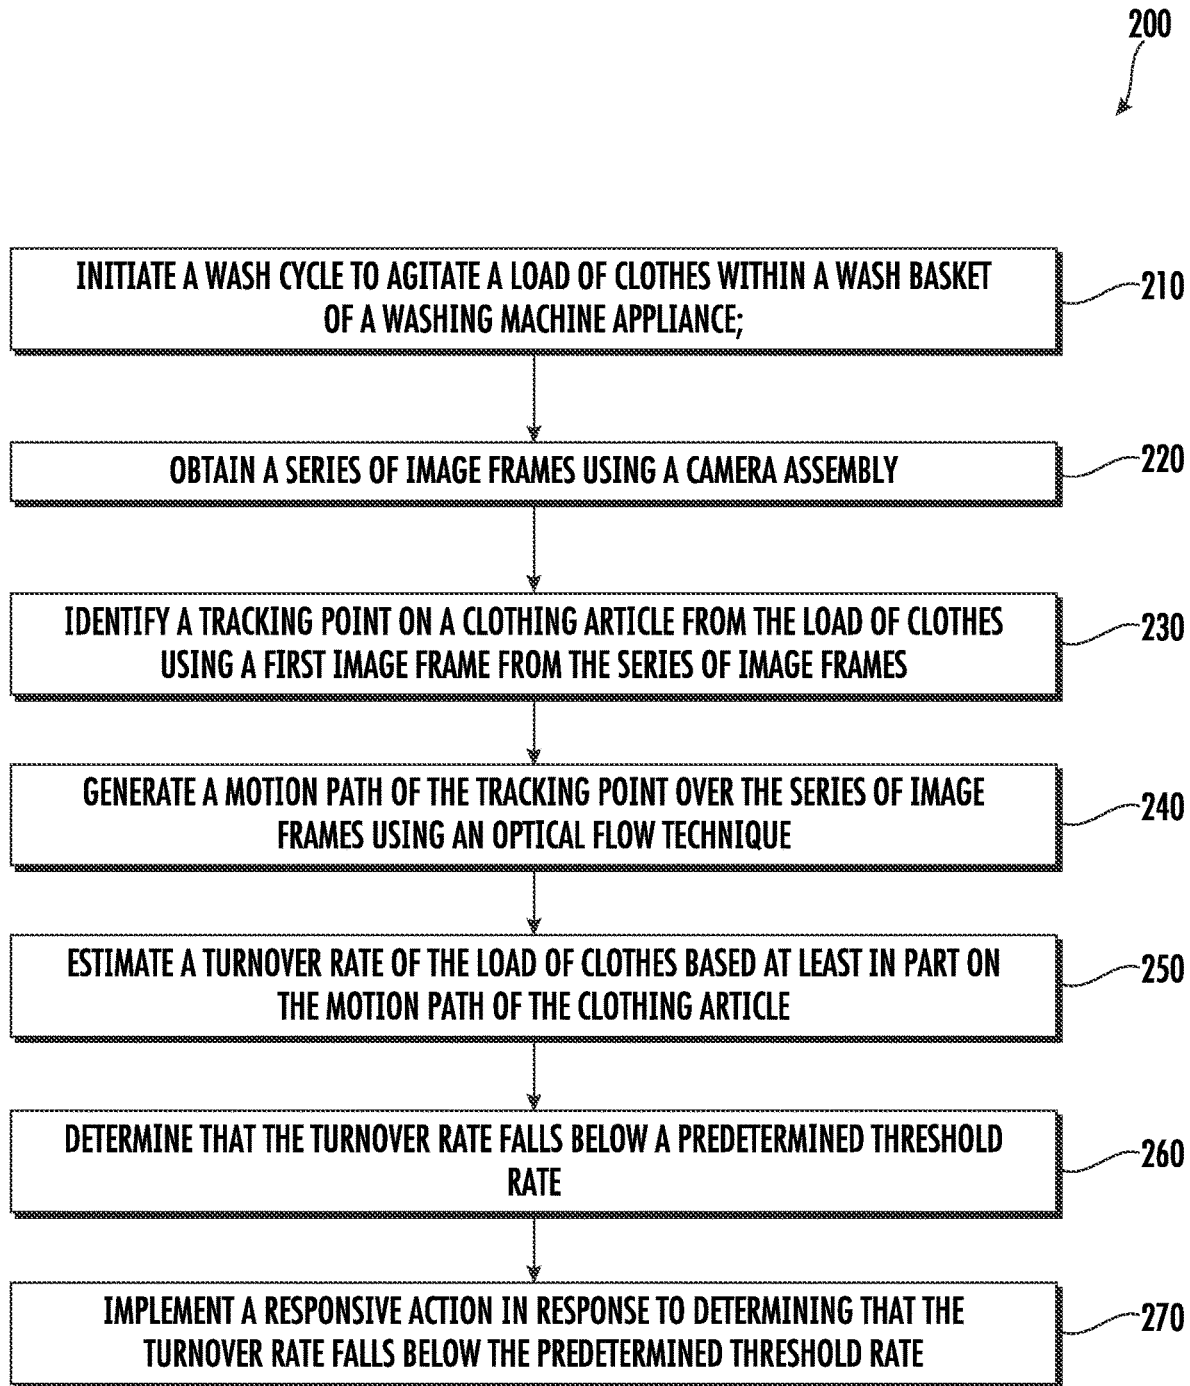 200
INITIATE A WASH CYCLE TO AGITATE A LOAD OF CLOTHES WITHIN A WASH BASKET
OF A WASHING MACHINE APPLIANCE;
210
OBTAIN A SERIES OF IMAGE FRAMES USING A CAMERA ASSEMBLY
220
IDENTIFY A TRACKING POINT ON A CLOTHING ARTICLE FROM THE LOAD OF CLOTHES
USING A FIRST IMAGE FRAME FROM THE SERIES OF IMAGE FRAMES
230
GENERATE A MOTION PATH OF THE TRACKING POINT OVER THE SERIES OF IMAGE
FRAMES USING AN OPTICAL FLOW TECHNIQUE
240
ESTIMATE A TURNOVER RATE OF THE LOAD OF CLOTHES BASED AT LEAST IN PART ON
THE MOTION PATH OF THE CLOTHING ARTICLE
250
DETERMINE THAT THE TURNOVER RATE FALLS BELOW A PREDETERMINED THRESHOLD
RATE
260
IMPLEMENT A RESPONSIVE ACTION IN RESPONSE TO DETERMINING THAT THE
TURNOVER RATE FALLS BELOW THE PREDETERMINED THRESHOLD RATE
270